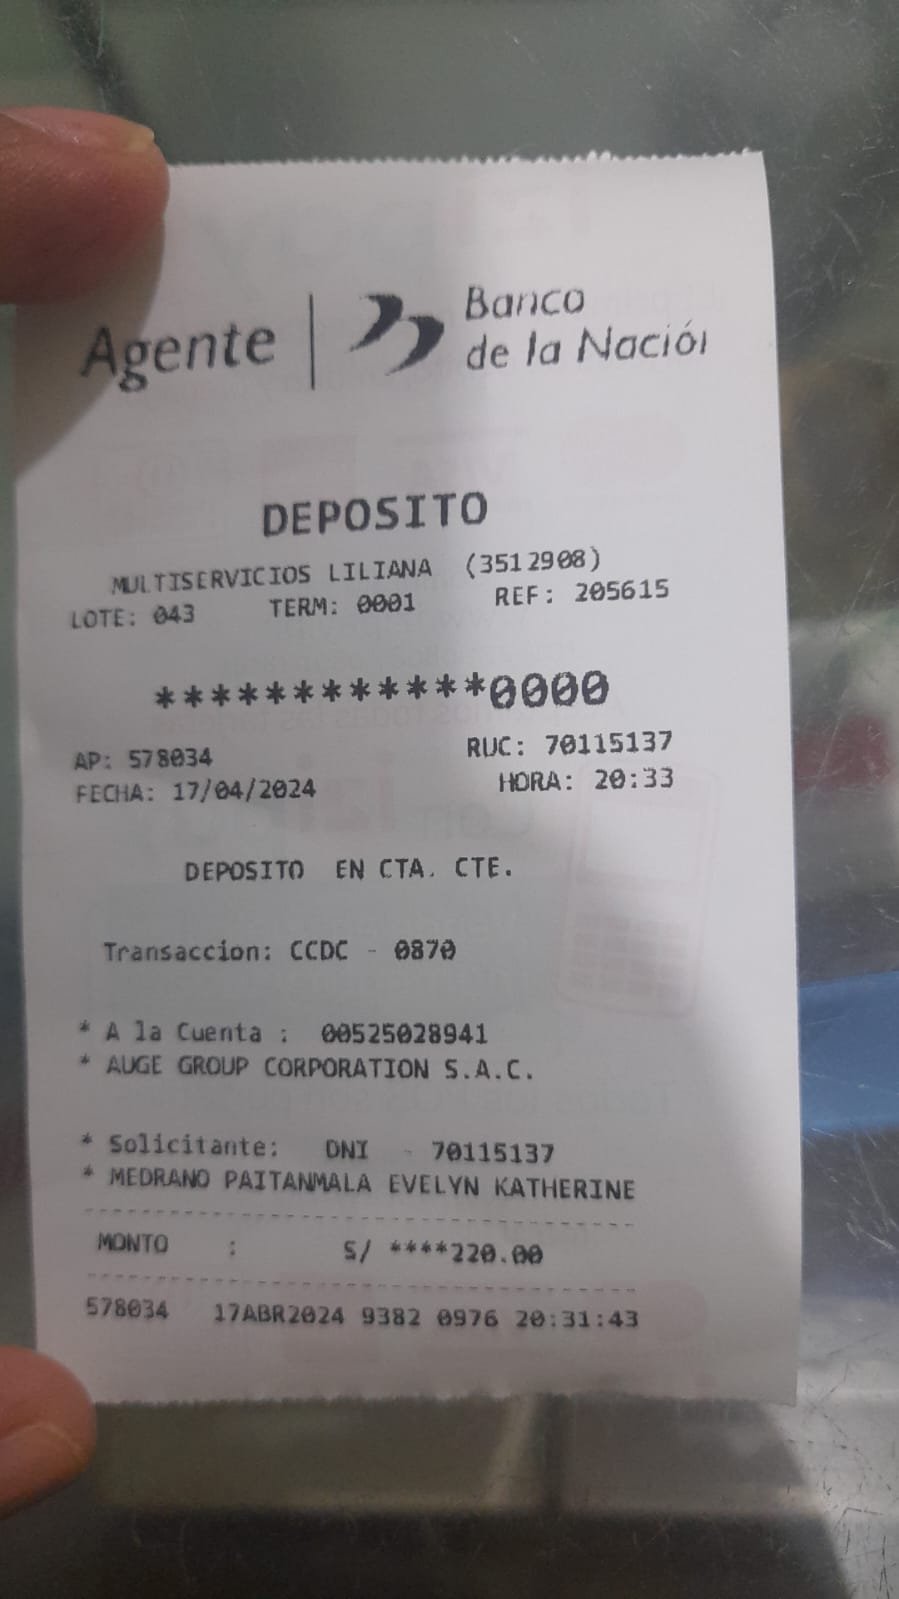 Agente | Banco
de la Nación
DEPOSITO
MULTISERVICIOS LILIANA (3512908)
LOTE: 043 TERM: 0001 REF: 205615
************0000
AP: 578034 RUC: 70115137
FECHA: 17/04/2024 HORA: 20:33
DEPOSITO EN CTA. CTE.
Transaccion: CCDC - 0870
* A la Cuenta : 00525028941
* AUGE GROUP CORPORATION S.A.C.
* Solicitante: DNI - 70115137
* MEDRANO PAITANMALA EVELYN KATHERINE
MONTO : S/ ****220.00
578034 17ABR2024 9382 0976 20:31:43